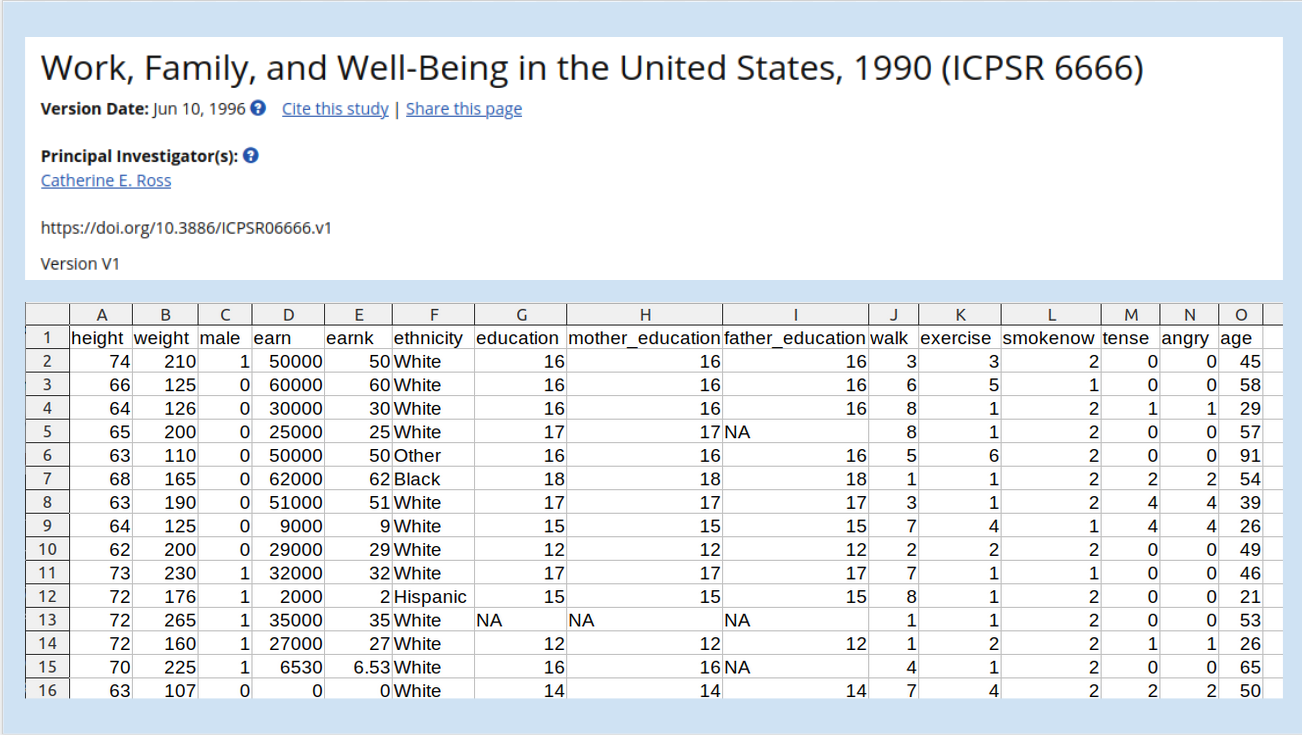 Work, Family, and Well-Being in the United States, 1990 (ICPSR 6666)
Version Date: Jun 10, 1996 ? Cite this study | Share this page
Principal Investigator(s): ?
Catherine E. Ross
https://doi.org/10.3886/ICPSR06666.v1
Version V1
A B C D E F G H I J K L M N O
1 height weight male earn earnk ethnicity education mother_education father_education walk exercise smokenow tense angry age
2 74 210 1 50000 50 White 16 16 16 3 3 2 0 0 45
3 66 125 0 60000 60 White 16 16 16 6 5 1 0 0 58
4 64 126 0 30000 30 White 16 16 16 8 1 2 1 1 29
5 65 200 0 25000 25 White 17 17 NA 8 1 2 0 0 57
6 63 110 0 50000 50 Other 16 16 16 5 6 2 0 0 91
7 68 165 0 62000 62 Black 18 18 18 1 1 2 2 2 54
8 63 190 0 51000 51 White 17 17 17 3 1 2 4 4 39
9 64 125 0 9000 9 White 15 15 15 7 4 1 4 4 26
10 62 200 0 29000 29 White 12 12 12 2 2 2 0 0 49
11 73 230 1 32000 32 White 17 17 17 7 1 1 0 0 46
12 72 176 1 2000 2 Hispanic 15 15 15 8 1 2 0 0 21
13 72 265 1 35000 35 White NA NA NA 1 1 2 0 0 53
14 72 160 1 27000 27 White 12 12 12 1 2 2 1 1 26
15 70 225 1 6530 6.53 White 16 16 NA 4 1 2 0 0 65
16 63 107 0 0 0 White 14 14 14 7 4 2 2 2 50